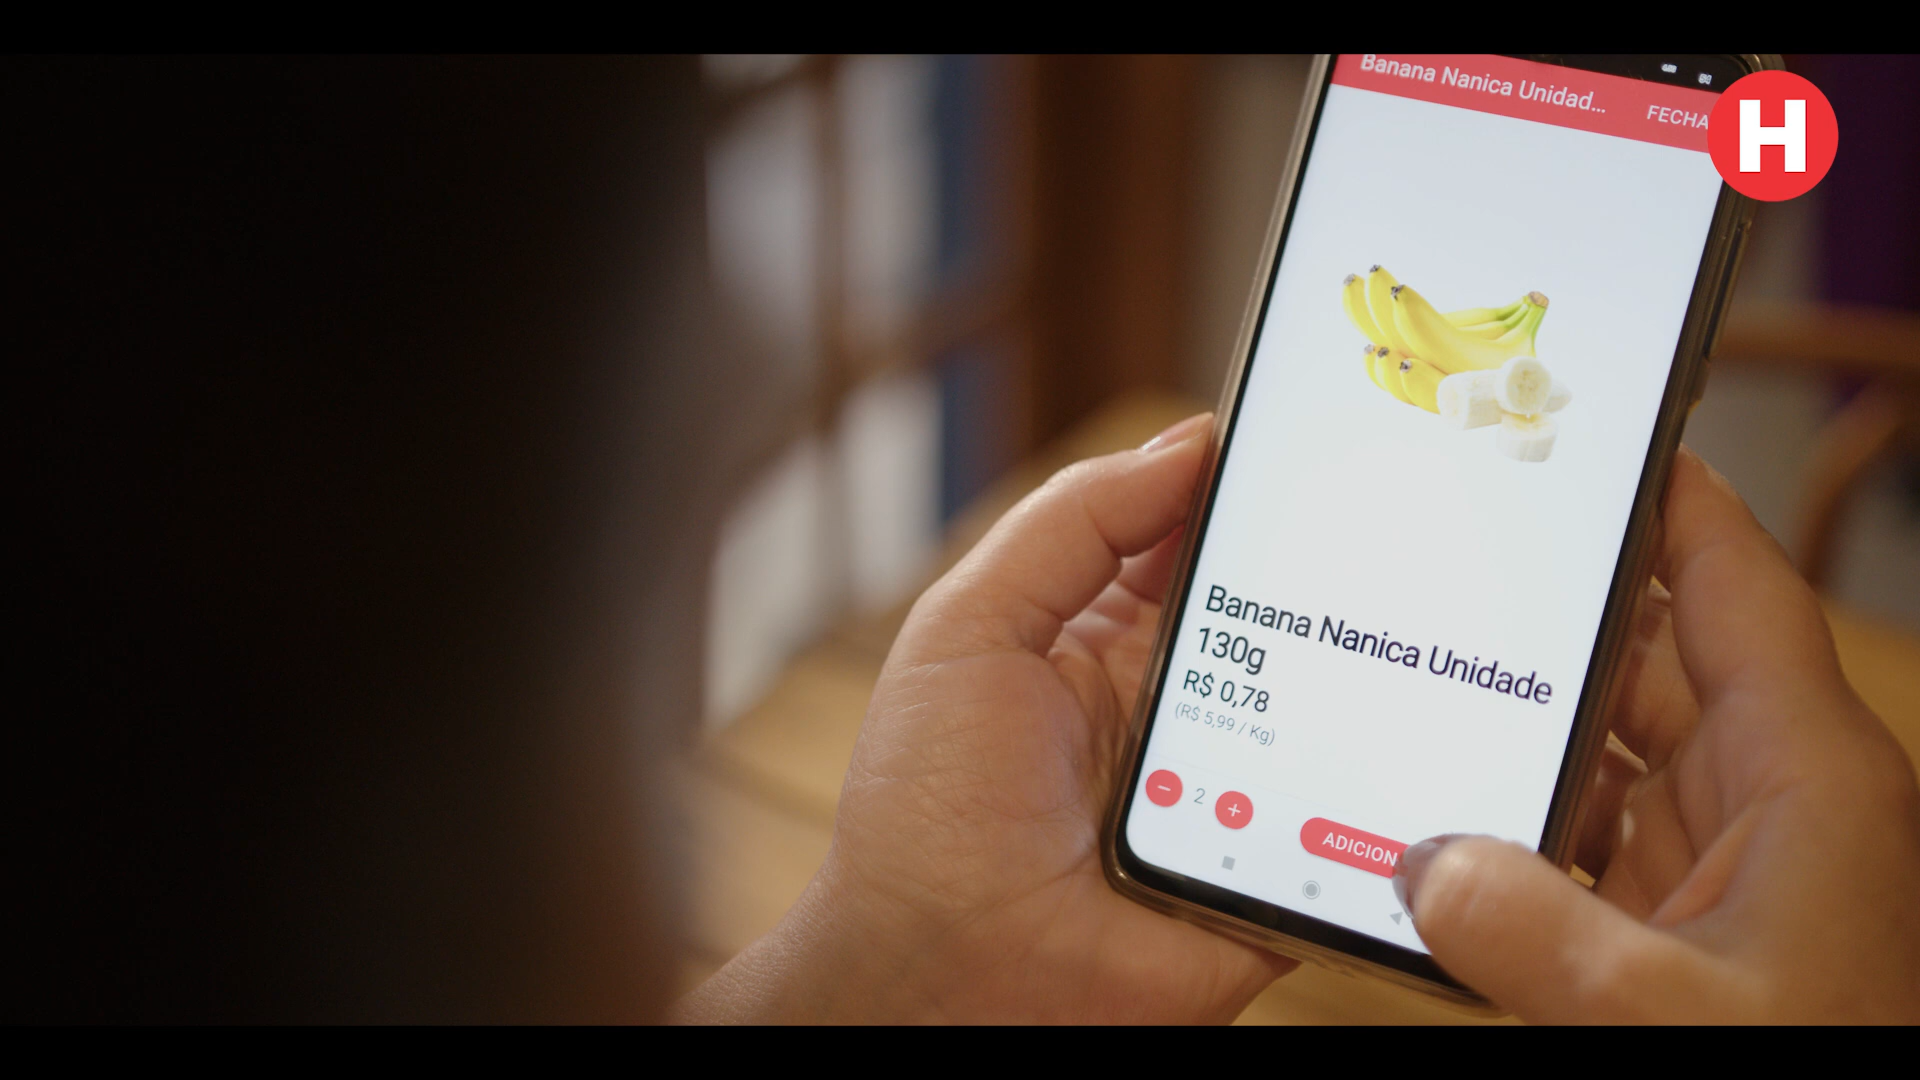 Banana Nanica Unidad...
FECHA
H
Banana Nanica Unidade
130g
R$ 0,78
(R$ 5,99 / Kg)
− 2 +
ADICION